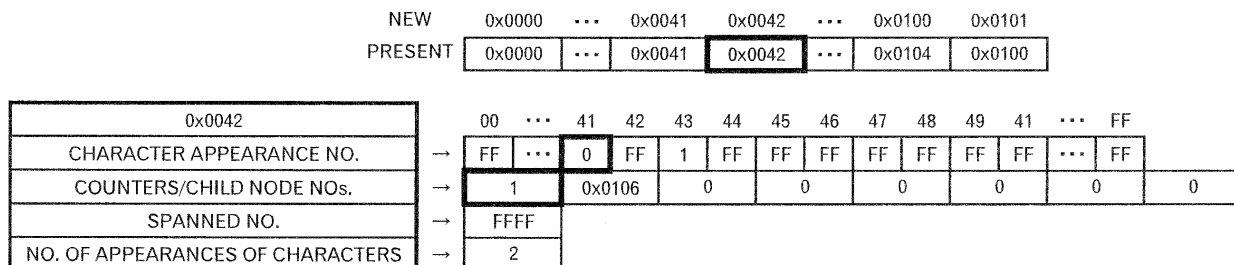 NEW 0x0000 ... 0x0041 0x0042 ... 0x0100 0x0101
PRESENT 0x0000 ... 0x0041 0x0042 ... 0x0104 0x0100
0x0042 00 ... 41 42 43 44 45 46 47 48 49 41 ... FF
CHARACTER APPEARANCE NO. → FF ... 0 FF 1 FF FF FF FF FF FF FF ... FF
COUNTERS/CHILD NODE NOs. → 1 0x0106 0 0 0 0 0 0
SPANNED NO. → FFFF
NO. OF APPEARANCES OF CHARACTERS → 2